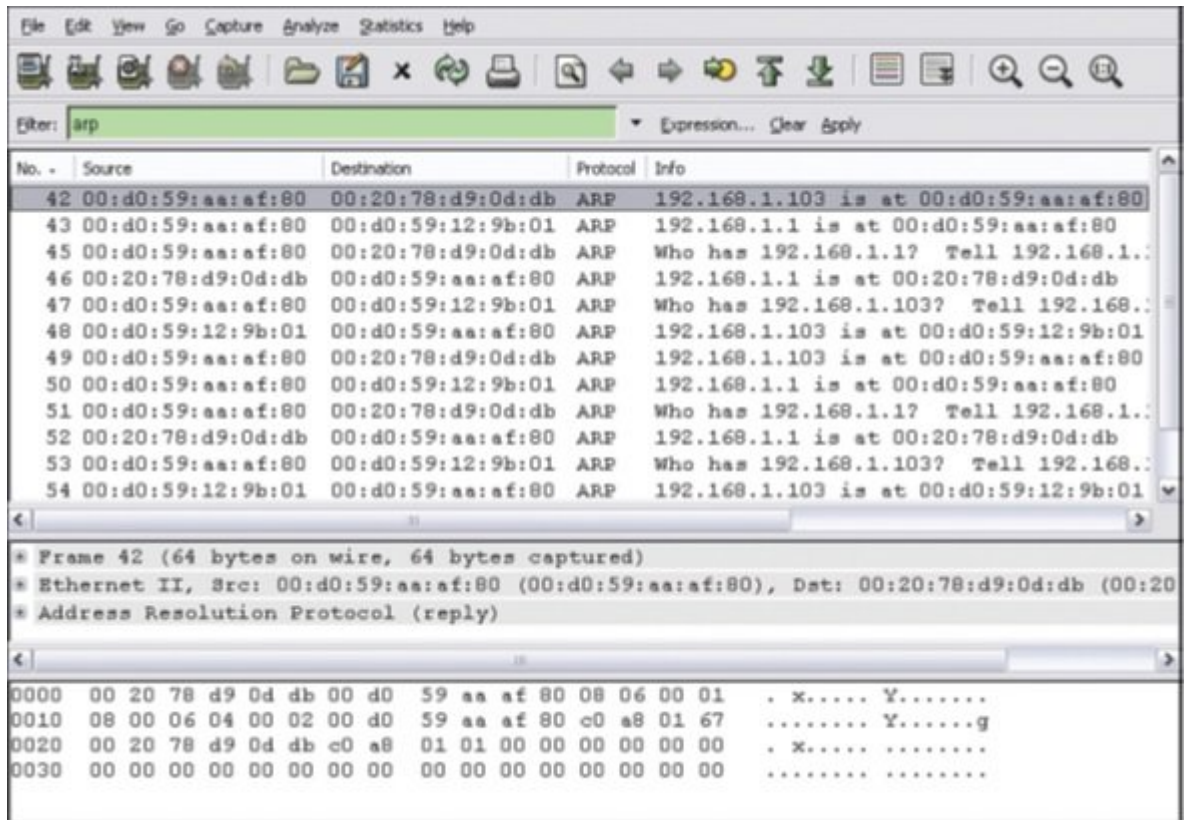 File Edit View Go Capture Analyze Statistics Help
Filter: arp Expression... Clear Apply
No. - Source Destination Protocol Info
42 00:d0:59:aa:af:80 00:20:78:d9:0d:db ARP 192.168.1.103 is at 00:d0:59:aa:af:80
43 00:d0:59:aa:af:80 00:d0:59:12:9b:01 ARP 192.168.1.1 is at 00:d0:59:aa:af:80
45 00:d0:59:aa:af:80 00:20:78:d9:0d:db ARP Who has 192.168.1.1? Tell 192.168.1.
46 00:20:78:d9:0d:db 00:d0:59:aa:af:80 ARP 192.168.1.1 is at 00:20:78:d9:0d:db
47 00:d0:59:aa:af:80 00:d0:59:12:9b:01 ARP Who has 192.168.1.103? Tell 192.168.
48 00:d0:59:12:9b:01 00:d0:59:aa:af:80 ARP 192.168.1.103 is at 00:d0:59:12:9b:01
49 00:d0:59:aa:af:80 00:20:78:d9:0d:db ARP 192.168.1.103 is at 00:d0:59:aa:af:80
50 00:d0:59:aa:af:80 00:d0:59:12:9b:01 ARP 192.168.1.1 is at 00:d0:59:aa:af:80
51 00:d0:59:aa:af:80 00:20:78:d9:0d:db ARP Who has 192.168.1.1? Tell 192.168.1.
52 00:20:78:d9:0d:db 00:d0:59:aa:af:80 ARP 192.168.1.1 is at 00:20:78:d9:0d:db
53 00:d0:59:aa:af:80 00:d0:59:12:9b:01 ARP Who has 192.168.1.103? Tell 192.168.
54 00:d0:59:12:9b:01 00:d0:59:aa:af:80 ARP 192.168.1.103 is at 00:d0:59:12:9b:01
Frame 42 (64 bytes on wire, 64 bytes captured)
Ethernet II, Src: 00:d0:59:aa:af:80 (00:d0:59:aa:af:80), Dst: 00:20:78:d9:0d:db (00:20
Address Resolution Protocol (reply)
0000 00 20 78 d9 0d db 00 d0 59 aa af 80 08 06 00 01 . x..... Y.......
0010 08 00 06 04 00 02 00 d0 59 aa af 80 c0 a8 01 67 ........ Y......g
0020 00 20 78 d9 0d db c0 a8 01 01 00 00 00 00 00 00 . x..... ........
0030 00 00 00 00 00 00 00 00 00 00 00 00 00 00 00 00 ........ ........